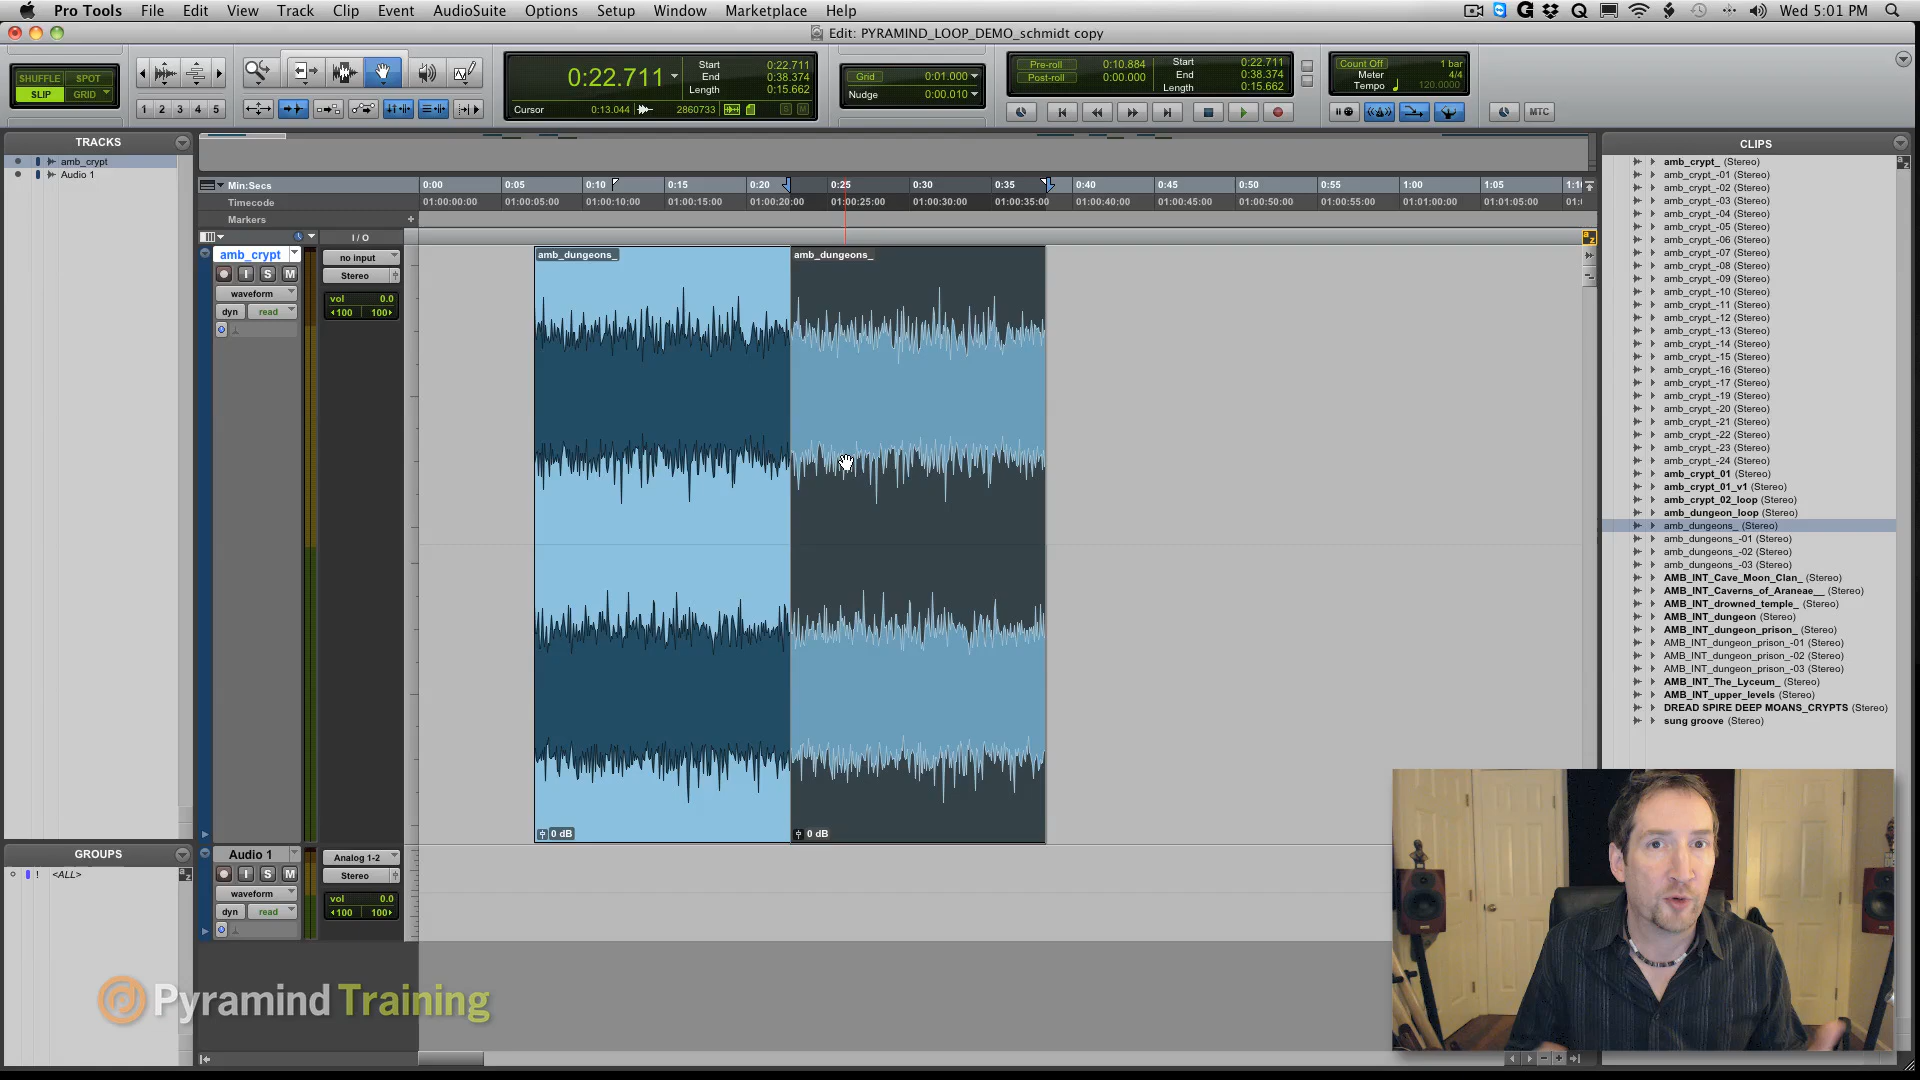 Pro Tools File Edit View Track Clip Event AudioSuite Options Setup Window Marketplace Help Wed 5:01 PM
Edit: PYRAMIND_LOOP_DEMO_schmidt copy
SHUFFLE SPOT
SLIP GRID
1 2 3 4 5
0:22.711
Start 0:22.711
End 0:38.374
Length 0:15.662
Cursor 0:13.044 2860733
Grid 0:01.000
Nudge 0:00.010
Pre-roll 0:10.884
Post-roll 0:00.000
Start 0:22.711
End 0:38.374
Length 0:15.662
Count Off 1 bar
Meter 4/4
Tempo 120.0000
MTC
TRACKS
amb_crypt
Audio 1
Min:Secs 0:00 0:05 0:10 0:15 0:20 0:25 0:30 0:35 0:40 0:45 0:50 0:55 1:00 1:05 1:1
Timecode 01:00:00:00 01:00:05:00 01:00:10:00 01:00:15:00 01:00:20:00 01:00:25:00 01:00:30:00 01:00:35:00 01:00:40:00 01:00:45:00 01:00:50:00 01:00:55:00 01:01:00:00 01:01:05:00 01:
Markers
I / O
amb_crypt
no input
I S M
Stereo
waveform
vol 0.0
dyn read
100 100
amb_dungeons_ amb_dungeons_
0 dB 0 dB
Audio 1
Analog 1-2
I S M
Stereo
waveform
vol 0.0
dyn read
100 100
GROUPS
! <ALL>
CLIPS
amb_crypt_ (Stereo)
amb_crypt_-01 (Stereo)
amb_crypt_-02 (Stereo)
amb_crypt_-03 (Stereo)
amb_crypt_-04 (Stereo)
amb_crypt_-05 (Stereo)
amb_crypt_-06 (Stereo)
amb_crypt_-07 (Stereo)
amb_crypt_-08 (Stereo)
amb_crypt_-09 (Stereo)
amb_crypt_-10 (Stereo)
amb_crypt_-11 (Stereo)
amb_crypt_-12 (Stereo)
amb_crypt_-13 (Stereo)
amb_crypt_-14 (Stereo)
amb_crypt_-15 (Stereo)
amb_crypt_-16 (Stereo)
amb_crypt_-17 (Stereo)
amb_crypt_-19 (Stereo)
amb_crypt_-20 (Stereo)
amb_crypt_-21 (Stereo)
amb_crypt_-22 (Stereo)
amb_crypt_-23 (Stereo)
amb_crypt_-24 (Stereo)
amb_crypt_01 (Stereo)
amb_crypt_01_v1 (Stereo)
amb_crypt_02_loop (Stereo)
amb_dungeon_loop (Stereo)
amb_dungeons_ (Stereo)
amb_dungeons_-01 (Stereo)
amb_dungeons_-02 (Stereo)
amb_dungeons_-03 (Stereo)
AMB_INT_Cave_Moon_Clan_ (Stereo)
AMB_INT_Caverns_of_Araneae__ (Stereo)
AMB_INT_drowned_temple_ (Stereo)
AMB_INT_dungeon (Stereo)
AMB_INT_dungeon_prison_ (Stereo)
AMB_INT_dungeon_prison_-01 (Stereo)
AMB_INT_dungeon_prison_-02 (Stereo)
AMB_INT_dungeon_prison_-03 (Stereo)
AMB_INT_The_Lyceum_ (Stereo)
AMB_INT_upper_levels (Stereo)
DREAD SPIRE DEEP MOANS_CRYPTS (Stereo)
sung groove (Stereo)
Pyramind Training